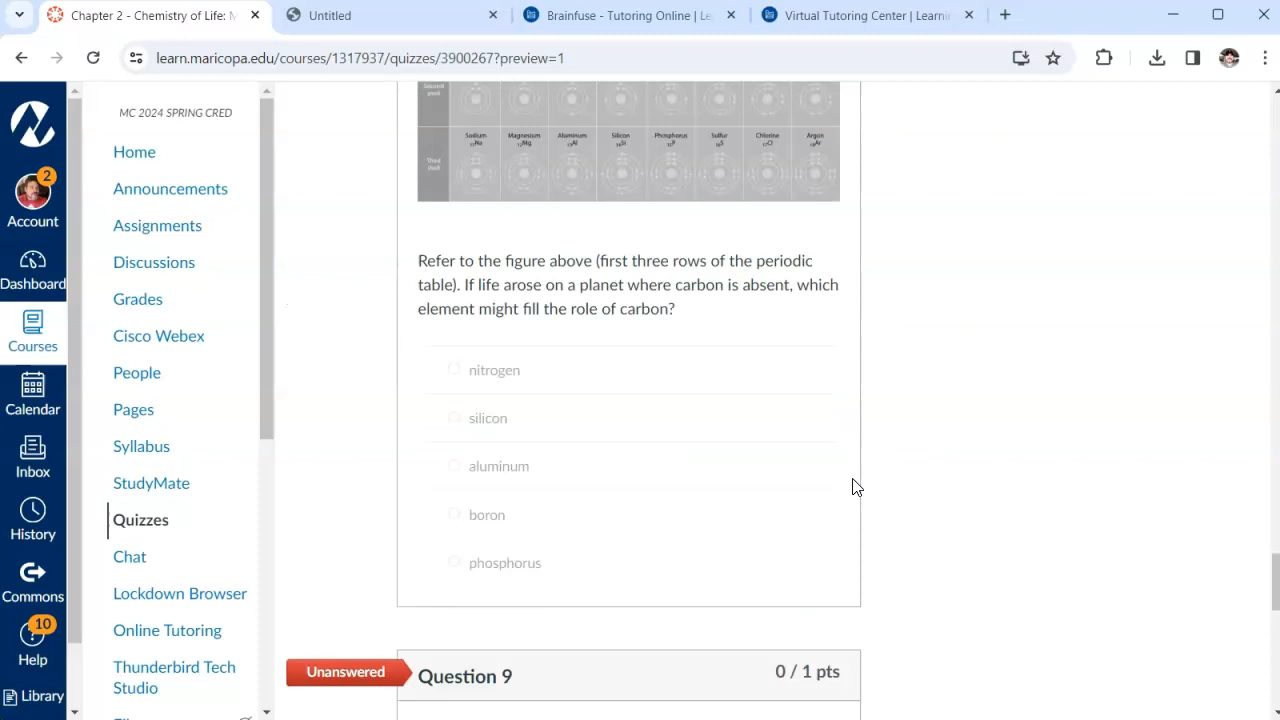 Chapter 2 - Chemistry of Life: M
Untitled
Brainfuse - Tutoring Online | Le
Virtual Tutoring Center | Learni
learn.maricopa.edu/courses/1317937/quizzes/3900267?preview=1
2
Account
Dashboard
Courses
Calendar
Inbox
History
Commons
10
Help
Library
MC 2024 SPRING CRED
Home
Announcements
Assignments
Discussions
Grades
Cisco Webex
People
Pages
Syllabus
StudyMate
Quizzes
Chat
Lockdown Browser
Online Tutoring
Thunderbird Tech
Studio
Second
shell
Sodium Magnesium Aluminum Silicon Phosphorus Sulfur Chlorine Argon
11Na 12Mg 13Al 14Si 15P 16S 17Cl 18Ar
Third
shell
Refer to the figure above (first three rows of the periodic
table). If life arose on a planet where carbon is absent, which
element might fill the role of carbon?
nitrogen
silicon
aluminum
boron
phosphorus
Unanswered
Question 9
0 / 1 pts